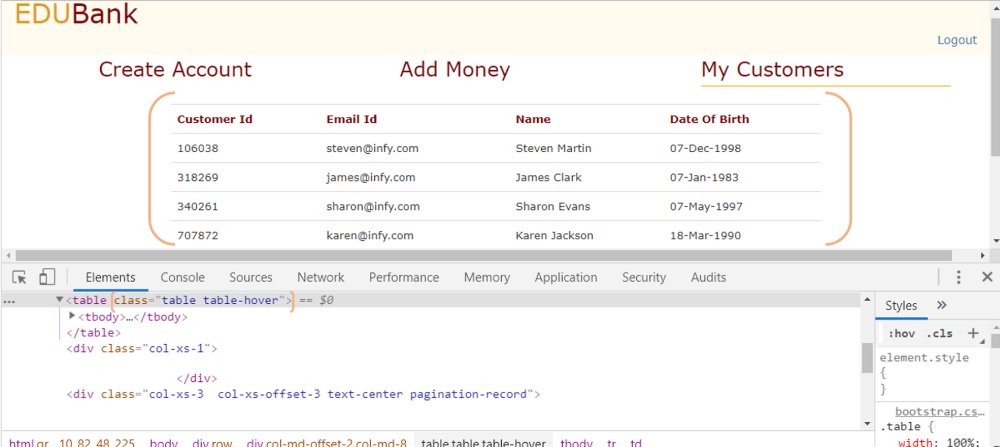 EDUBank
Logout
Create Account Add Money My Customers
Customer Id Email Id Name Date Of Birth
106038 steven@infy.com Steven Martin 07-Dec-1998
318269 james@infy.com James Clark 07-Jan-1983
340261 sharon@infy.com Sharon Evans 07-May-1997
707872 karen@infy.com Karen Jackson 18-Mar-1990
Elements Console Sources Network Performance Memory Application Security Audits
... <table class="table table-hover"> == $0
<tbody>…</tbody>
</table>
<div class="col-xs-1">
</div>
<div class="col-xs-3  col-xs-offset-3 text-center pagination-record">
Styles »
:hov .cls +
element.style
{
}
bootstrap.cs…
.table {
width: 100%;
html.gr 10_82_48_225 body div.row div.col-md-offset-2.col-md-8 table.table.table-hover tbody tr td